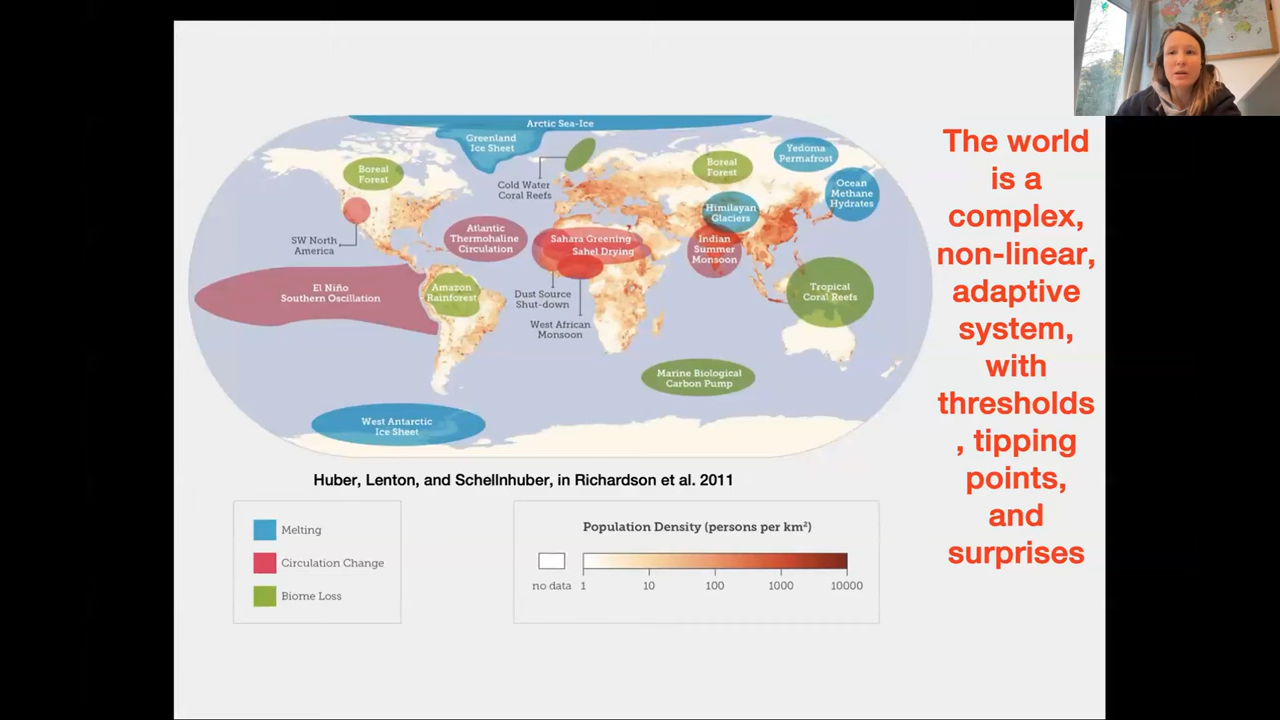 Arctic Sea-Ice
Greenland
Ice Sheet
Yedoma
Permafrost
Boreal
Forest
Cold Water
Coral Reefs
Boreal
Forest
Ocean
Methane
Hydrates
Himilayan
Glaciers
SW North
America
Atlantic
Thermohaline
Circulation
Sahara Greening
Sahel Drying
Indian
Summer
Monsoon
El Niño
Southern Oscillation
Amazon
Rainforest
Dust Source
Shut-down
West African
Monsoon
Tropical
Coral Reefs
Marine Biological
Carbon Pump
West Antarctic
Ice Sheet
The world
is a
complex,
non-linear,
adaptive
system,
with
thresholds
, tipping
points,
and
surprises
Huber, Lenton, and Schellnhuber, in Richardson et al. 2011
Melting
Circulation Change
Biome Loss
Population Density (persons per km²)
no data 1 10 100 1000 10000